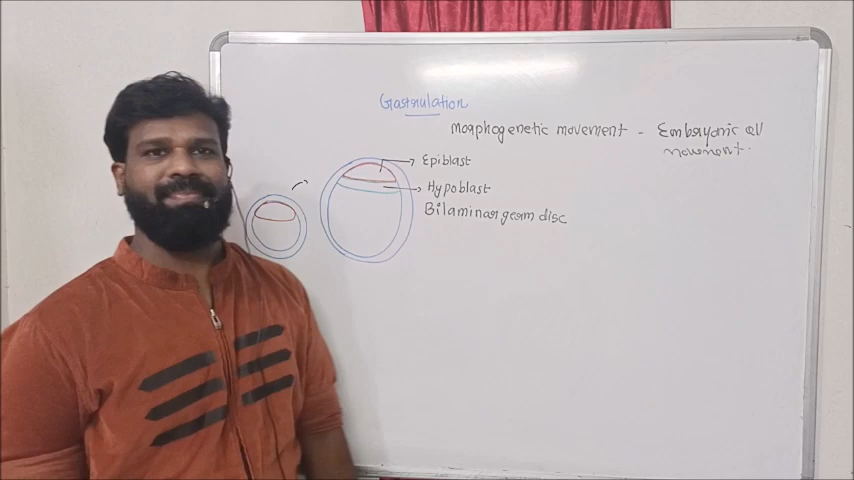 Gastrulation
Morphogenetic movement - Embryonic cell
movement.
Epiblast
Hypoblast
Bilaminar germ disc